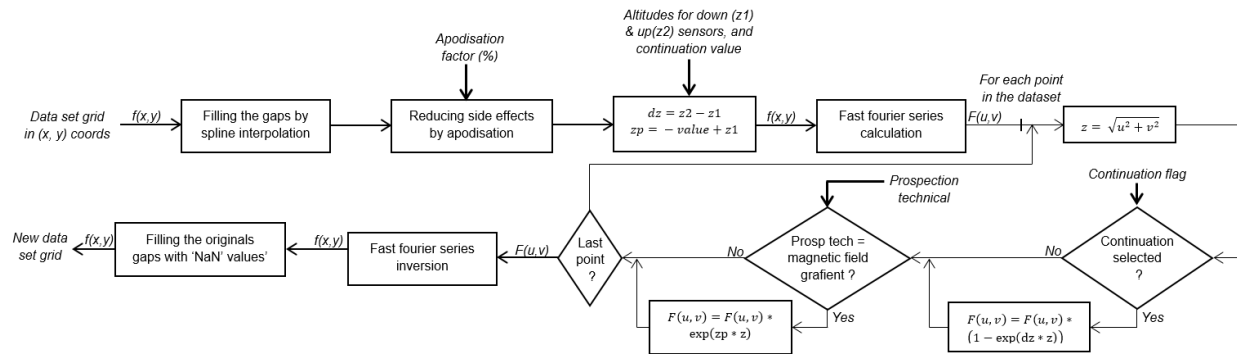 Altitudes for down (z1)
& up(z2) sensors, and
continuation value
Apodisation
factor (%)
For each point
in the dataset
Data set grid
in (x, y) coords
f(x,y)
Filling the gaps by
spline interpolation
Reducing side effects
by apodisation
dz = z2 − z1
zp = − value + z1
f(x,y)
Fast fourier series
calculation
F(u,v)
z = √u² + v²
Prospection
technical
Continuation flag
New data
set grid
f(x,y)
Filling the originals
gaps with ‘NaN’ values’
f(x,y)
Fast fourier series
inversion
F(u,v)
Last
point
?
No
Prosp tech =
magnetic field
grafient ?
Yes
No
Continuation
selected
?
Yes
F(u, v) = F(u, v) *
exp(zp * z)
F(u, v) = F(u, v) *
(1 − exp(dz * z))